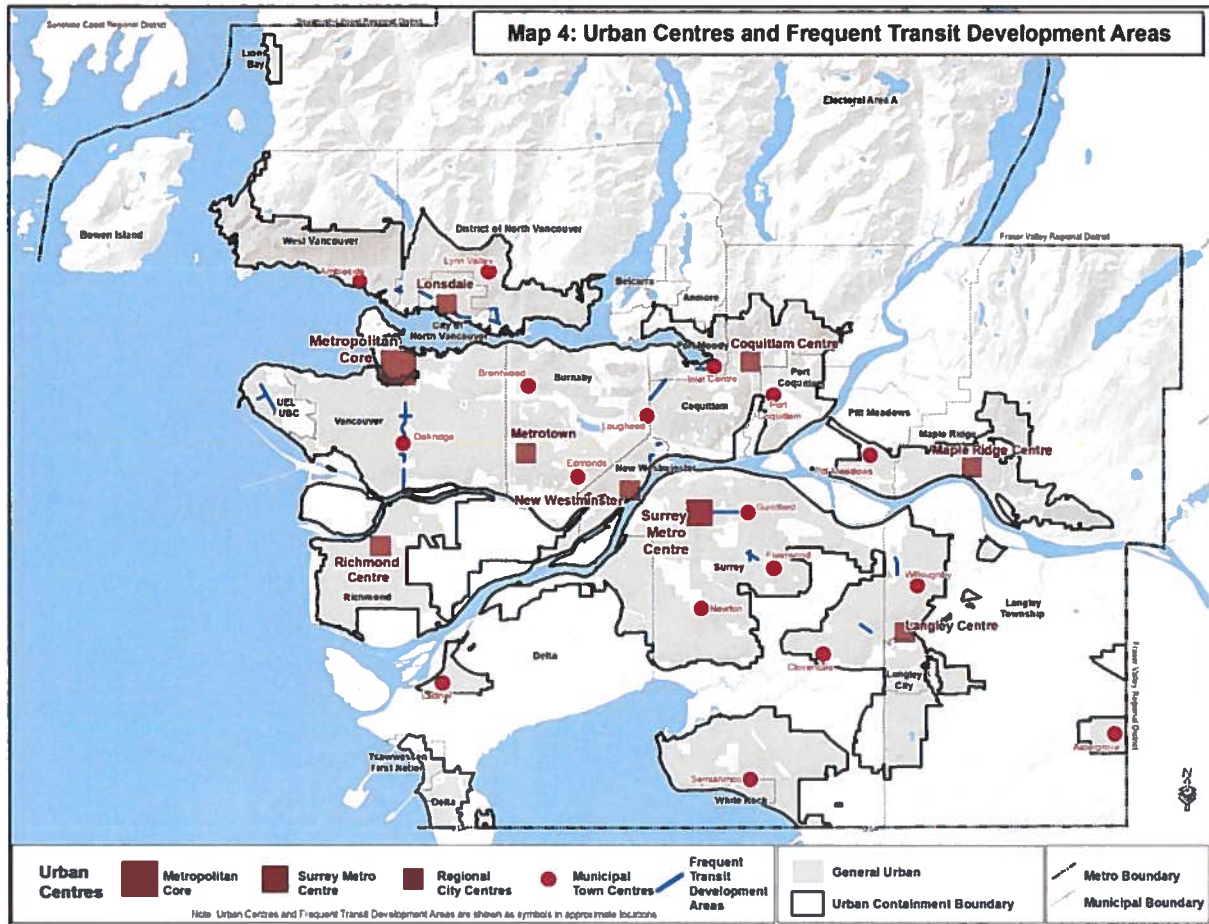 Map 4: Urban Centres and Frequent Transit Development Areas
Sunshine Coast Regional District
Regional District
Lions
Bay
Electoral Area A
Bowen Island
West Vancouver
District of North Vancouver
Fraser Valley Regional District
Lynn Valley
Ambleside
Lonsdale
Belcarra
Anmore
City of
North Vancouver
Metropolitan
Core
Port Moody
Coquitlam Centre
Inlet Centre
Brentwood
Burnaby
Port
Coquitlam
UEL
UBC
Vancouver
Coquitlam
Port
Coquitlam
Pitt Meadows
Lougheed
Maple Ridge
Oakridge
Metrotown
Maple Ridge Centre
Pitt Meadows
Edmonds
New Westminster
New Westminster
Surrey
Metro
Centre
Guildford
Richmond
Centre
Fleetwood
Surrey
Willoughby
Richmond
Newton
Langley
Township
Langley Centre
Delta
Cloverdale
Langley
City
Ladner
Fraser Valley Regional District
Aldergrove
Tsawwassen
First Nation
Semiahmoo
Delta
White Rock
N
Urban
Centres
Metropolitan
Core
Surrey Metro
Centre
Regional
City Centres
Municipal
Town Centres
Frequent
Transit
Development
Areas
General Urban
Urban Containment Boundary
Metro Boundary
Municipal Boundary
Note: Urban Centres and Frequent Transit Development Areas are shown as symbols in approximate locations